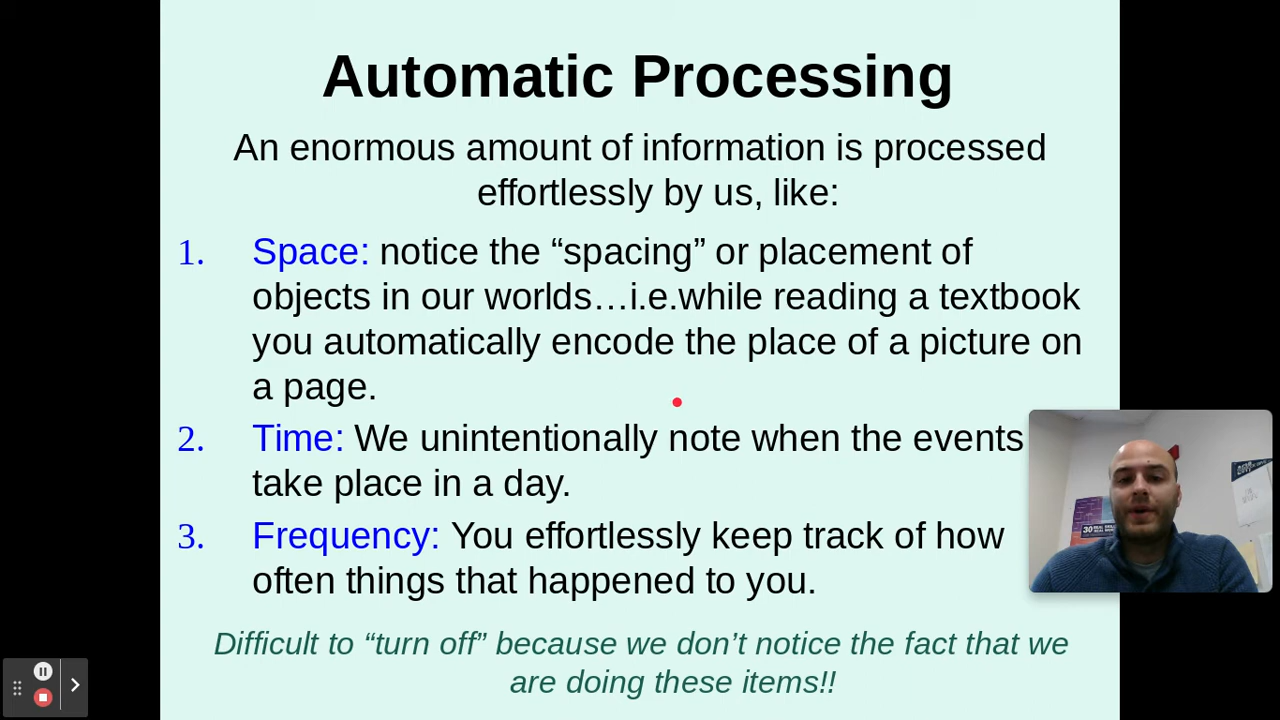 Automatic Processing
An enormous amount of information is processed
effortlessly by us, like:
1. Space: notice the “spacing” or placement of
objects in our worlds…i.e.while reading a textbook
you automatically encode the place of a picture on
a page.
2. Time: We unintentionally note when the events
take place in a day.
3. Frequency: You effortlessly keep track of how
often things that happened to you.
Difficult to “turn off” because we don’t notice the fact that we
are doing these items!!